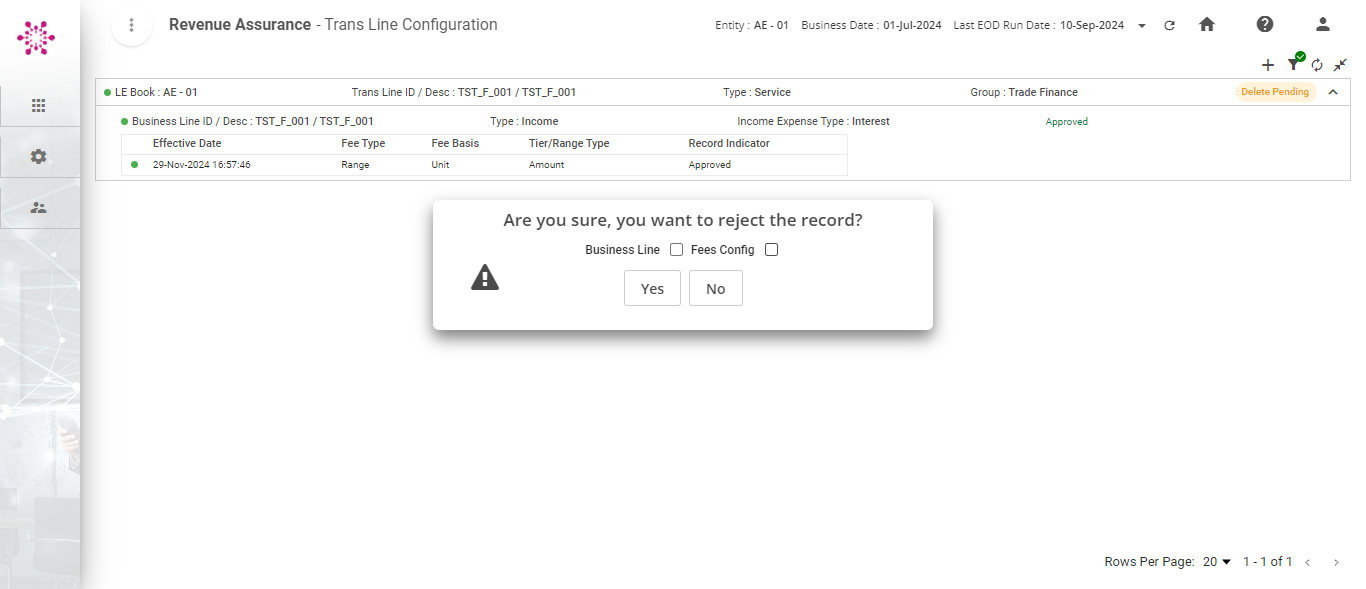 Revenue Assurance - Trans Line Configuration
Entity : AE - 01 Business Date : 01-Jul-2024 Last EOD Run Date : 10-Sep-2024
LE Book : AE - 01 Trans Line ID / Desc : TST_F_001 / TST_F_001 Type : Service Group : Trade Finance Delete Pending
Business Line ID / Desc : TST_F_001 / TST_F_001 Type : Income Income Expense Type : Interest Approved
Effective Date Fee Type Fee Basis Tier/Range Type Record Indicator
29-Nov-2024 16:57:46 Range Unit Amount Approved
Are you sure, you want to reject the record?
Business Line Fees Config
Yes No
Rows Per Page: 20 1 - 1 of 1